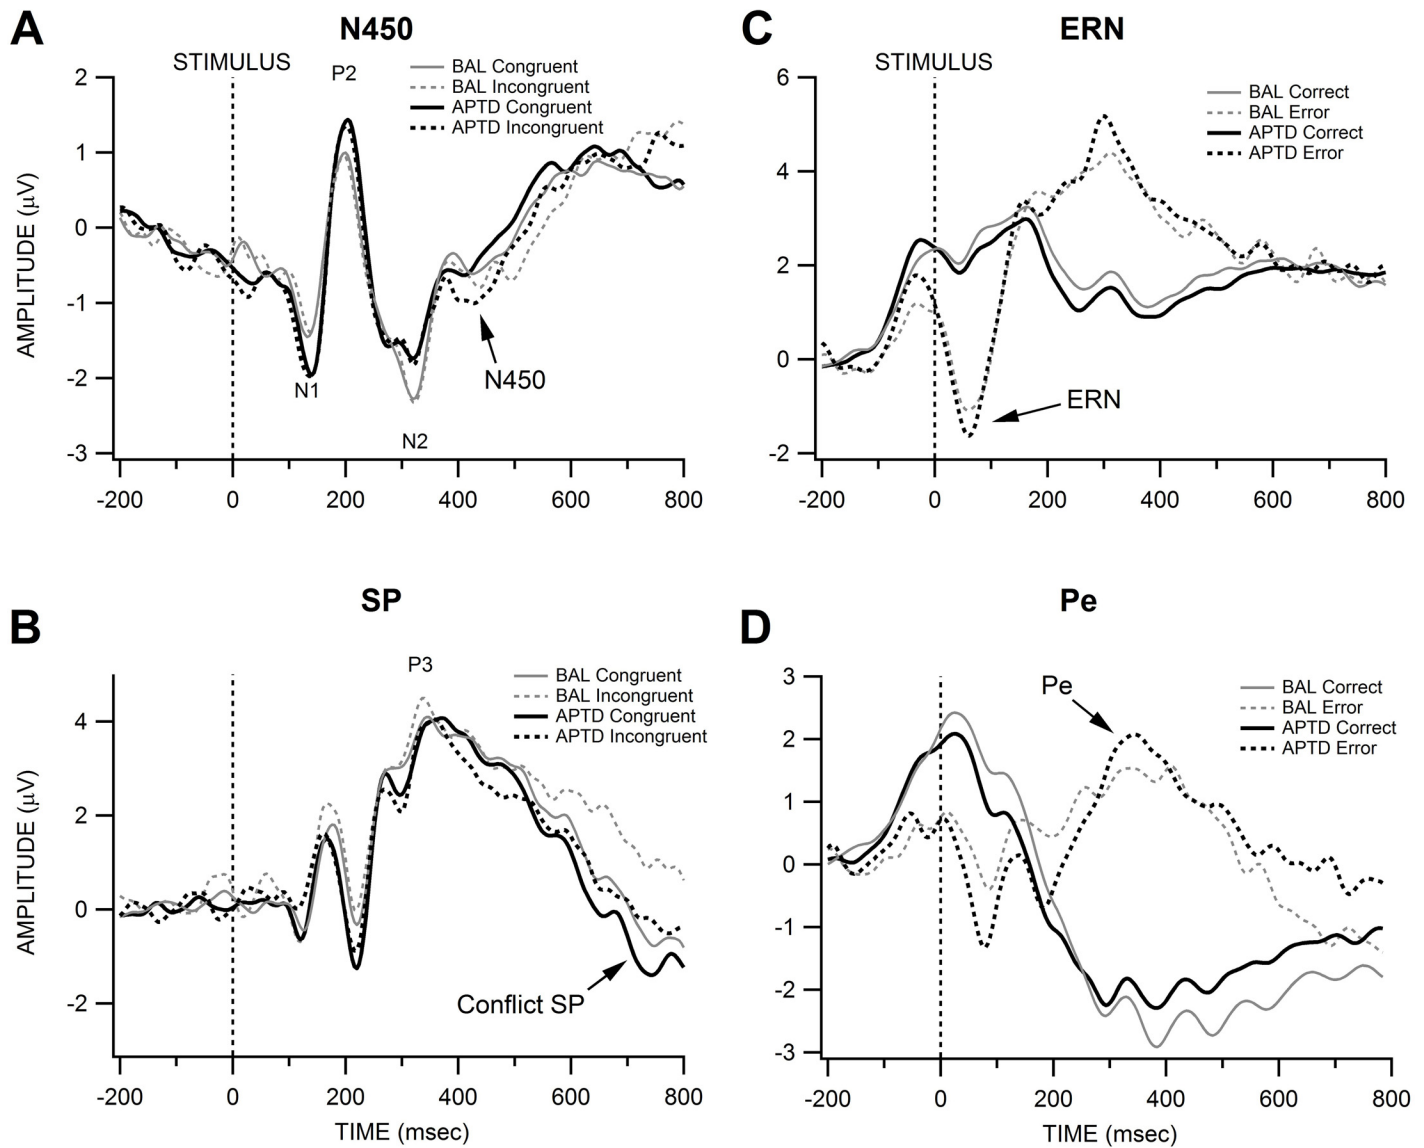 A
N450
STIMULUS
P2
BAL Congruent
BAL Incongruent
APTD Congruent
APTD Incongruent
2
1
0
-1
-2
-3
AMPLITUDE (µV)
N1
N2
N450
-200 0 200 400 600 800
C
ERN
STIMULUS
BAL Correct
BAL Error
APTD Correct
APTD Error
6
4
2
0
-2
ERN
-200 0 200 400 600 800
B
SP
P3
BAL Congruent
BAL Incongruent
APTD Congruent
APTD Incongruent
4
2
0
-2
AMPLITUDE (µV)
Conflict SP
-200 0 200 400 600 800
TIME (msec)
D
Pe
Pe
BAL Correct
BAL Error
APTD Correct
APTD Error
3
2
1
0
-1
-2
-3
-200 0 200 400 600 800
TIME (msec)